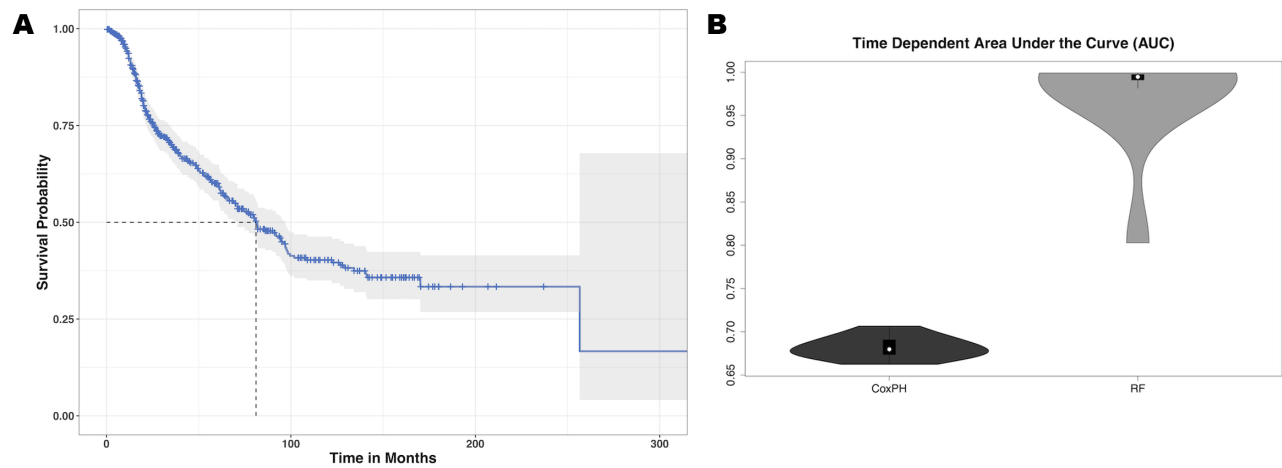 A
1.00
0.75
0.50
0.25
0.00
Survival Probability
0
100
200
300
Time in Months
B
Time Dependent Area Under the Curve (AUC)
1.00
0.95
0.90
0.85
0.80
0.75
0.70
0.65
CoxPH
RF